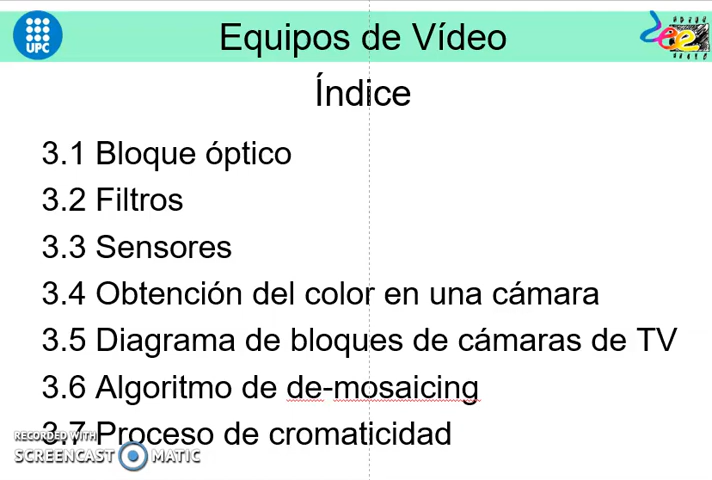 UPC
Equipos de Vídeo
Índice
3.1 Bloque óptico
3.2 Filtros
3.3 Sensores
3.4 Obtención del color en una cámara
3.5 Diagrama de bloques de cámaras de TV
3.6 Algoritmo de de-mosaicing
3.7 Proceso de cromaticidad
RECORDED WITH
SCREENCAST MATIC